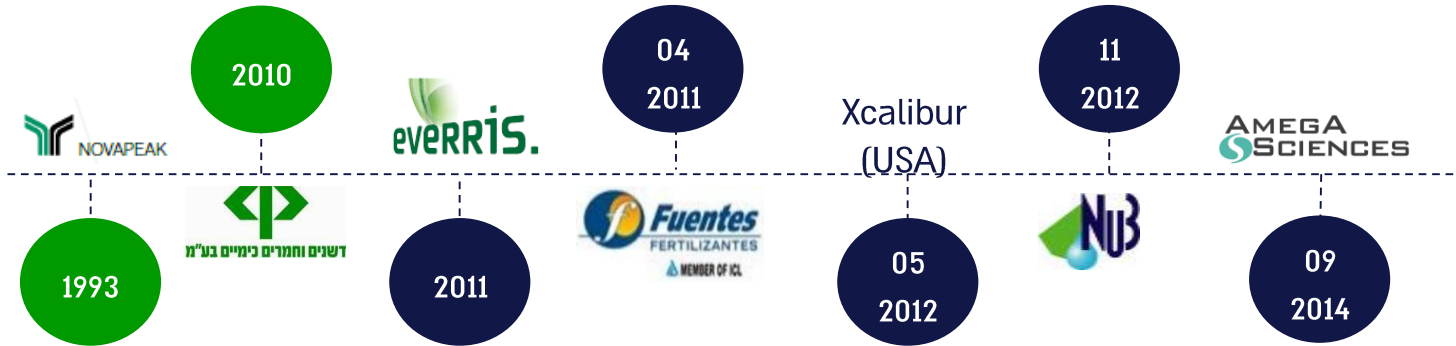 NOVAPEAK
1993
2010
דשנים וחמרים כימיים בע"מ
everris.
2011
04
2011
Fuentes
FERTILIZANTES
MEMBER OF ICL
Xcalibur
(USA)
05
2012
11
2012
NUB
AMEGA
SCIENCES
09
2014